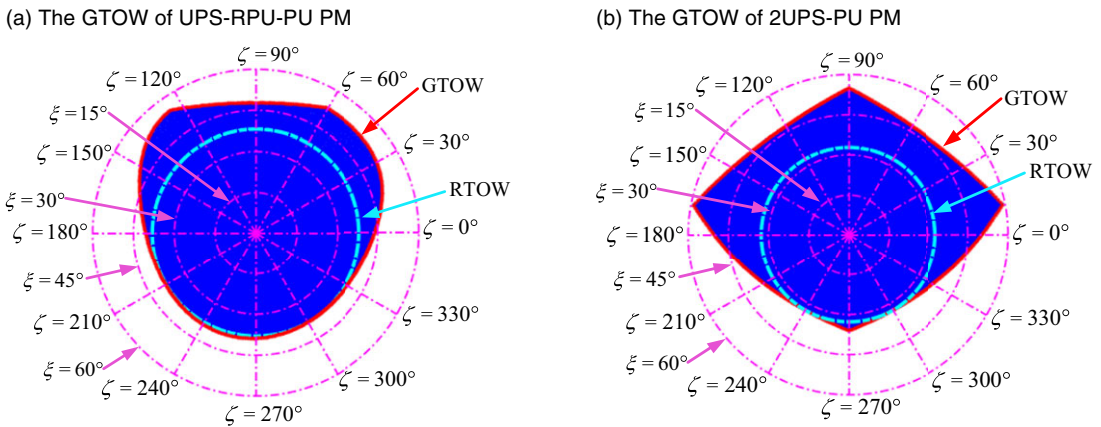 (a) The GTOW of UPS-RPU-PU PM
ζ = 90°
ζ = 120°
ζ = 60°
GTOW
ξ = 15°
ζ = 150°
ζ = 30°
RTOW
ξ = 30°
ζ = 180°
ζ = 0°
ξ = 45°
ζ = 210°
ζ = 330°
ξ = 60°
ζ = 240°
ζ = 300°
ζ = 270°
(b) The GTOW of 2UPS-PU PM
ζ = 90°
ζ = 120°
ζ = 60°
GTOW
ξ = 15°
ζ = 150°
ζ = 30°
RTOW
ξ = 30°
ζ = 180°
ζ = 0°
ξ = 45°
ζ = 210°
ζ = 330°
ξ = 60°
ζ = 240°
ζ = 300°
ζ = 270°